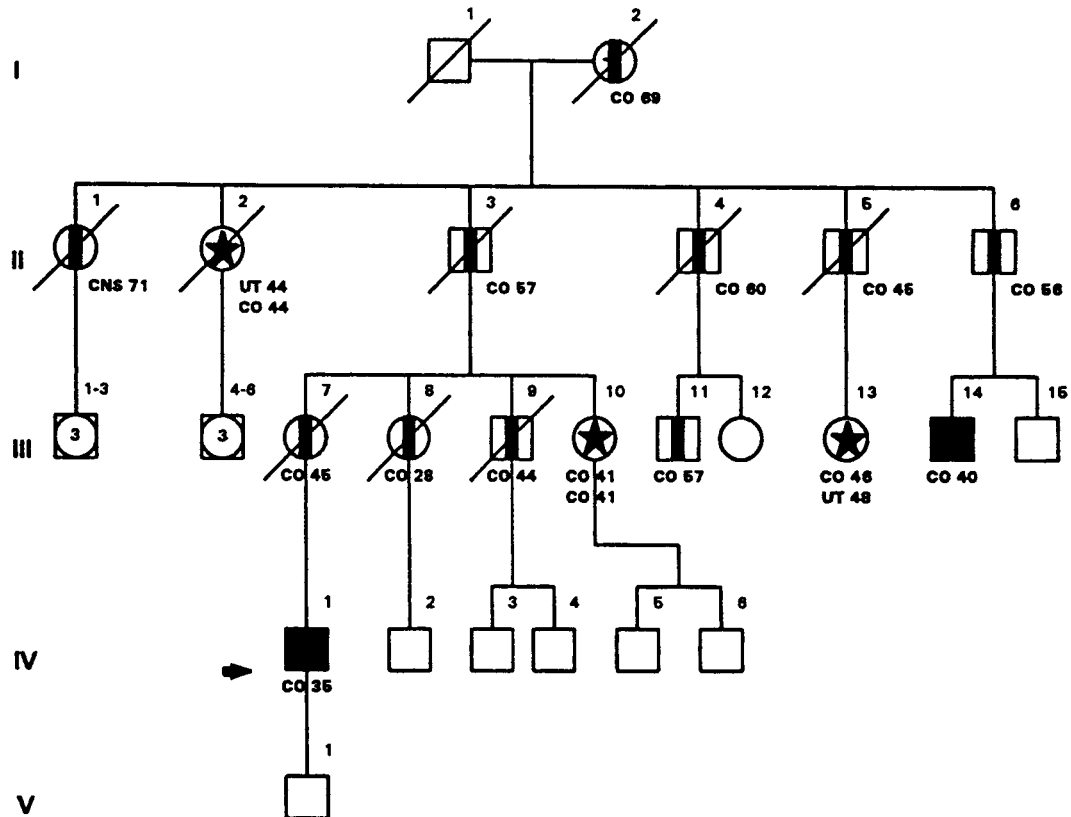 1 2
I
CO 69
1 2 3 4 5 6
II
CNS 71 UT 44 CO 57 CO 60 CO 45 CO 56
CO 44
1-3 4-6 7 8 9 10 11 12 13 14 15
3 3
III
CO 45 CO 28 CO 44 CO 41 CO 57 CO 46 CO 40
CO 41 UT 48
1 2 3 4 5 6
IV
CO 35
1
V